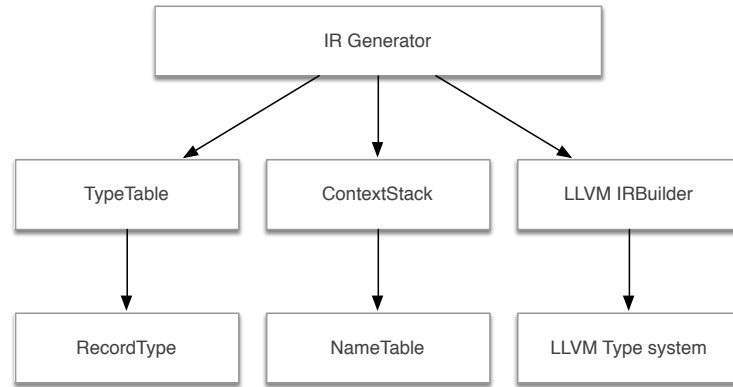 IR Generator
TypeTable
ContextStack
LLVM IRBuilder
RecordType
NameTable
LLVM Type system